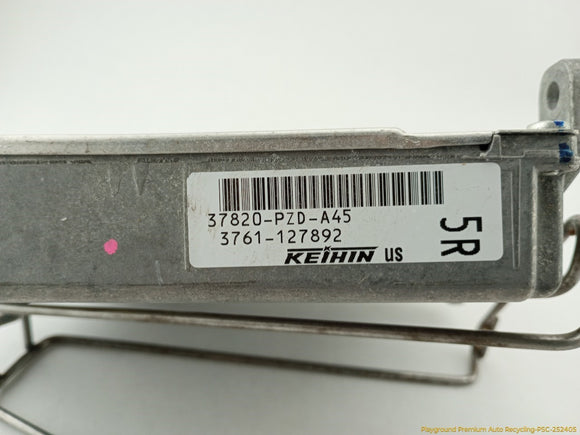 37820-PZD-A45
3761-127892
KEIHIN US
5R
Playground Premium Auto Recycling-PSC-252405